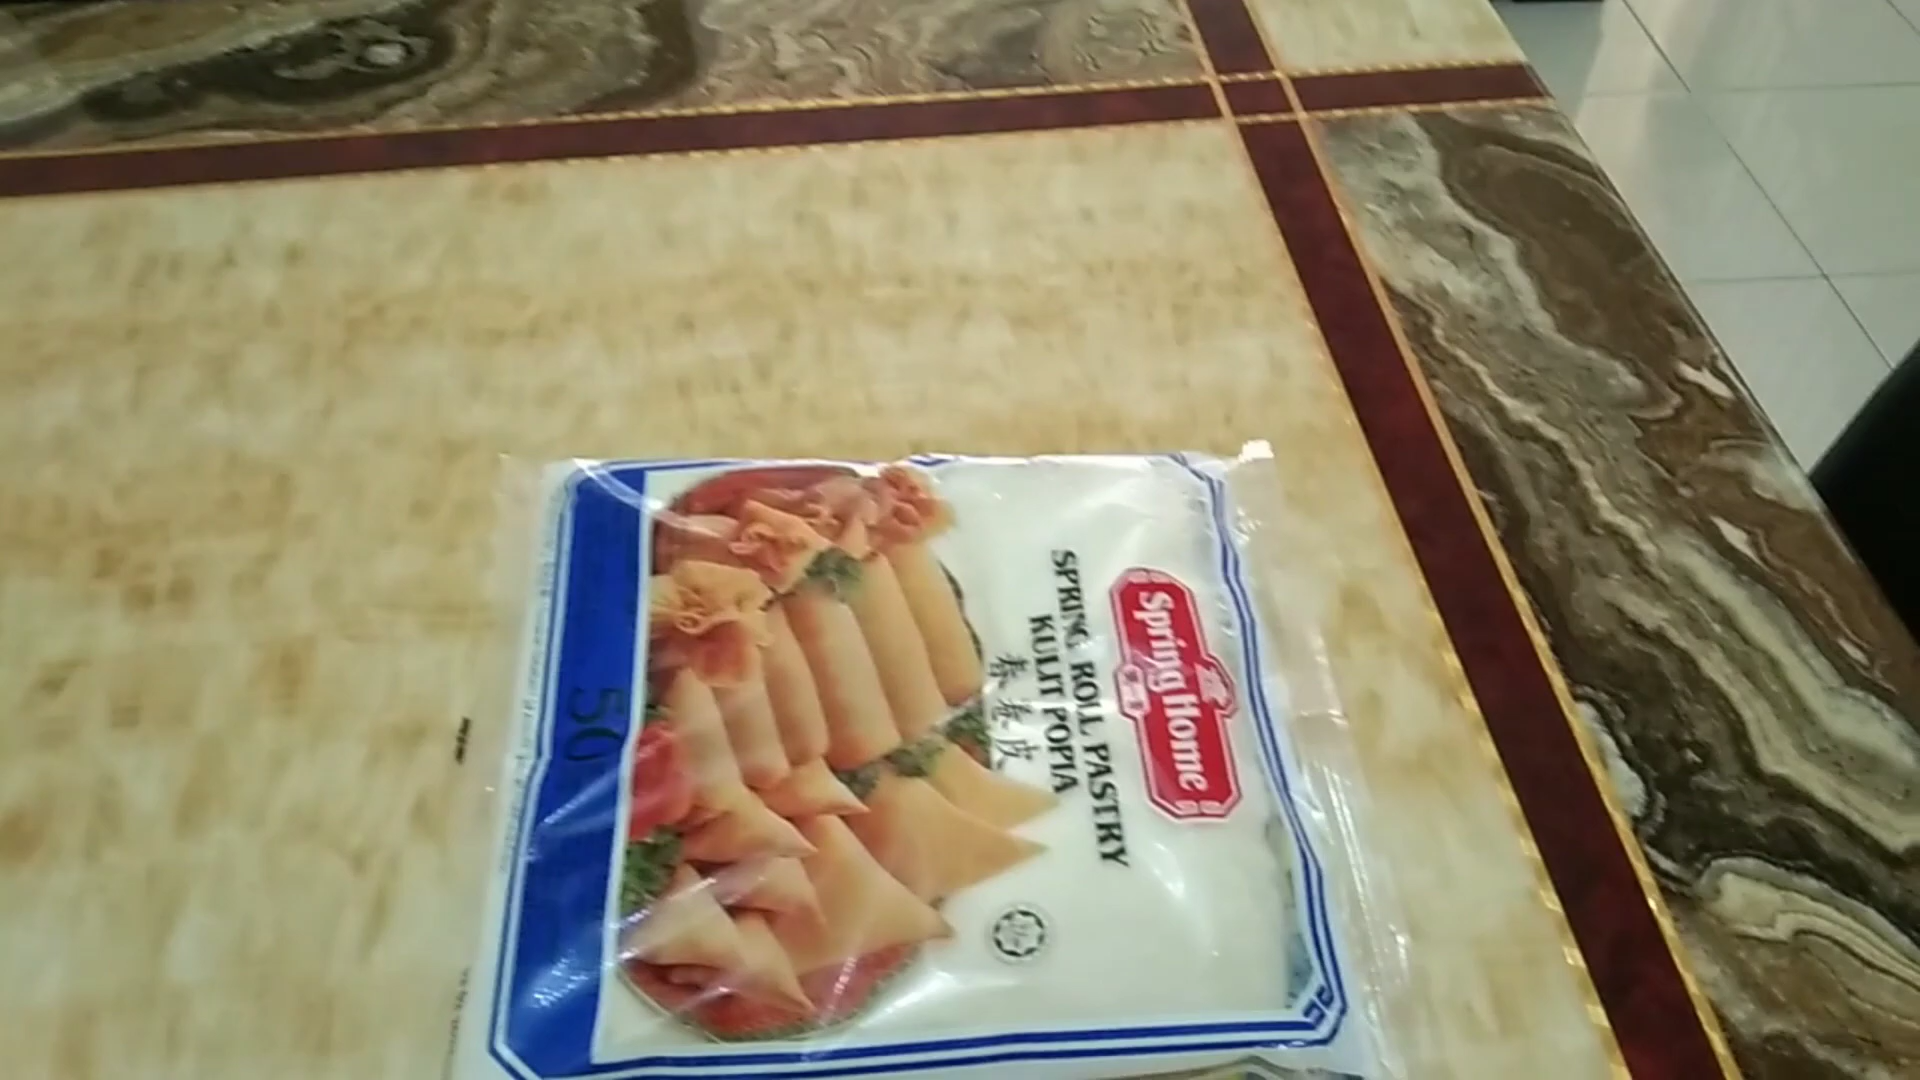 Spring Home
SPRING ROLL PASTRY
KULIT POPIA
春卷皮
50